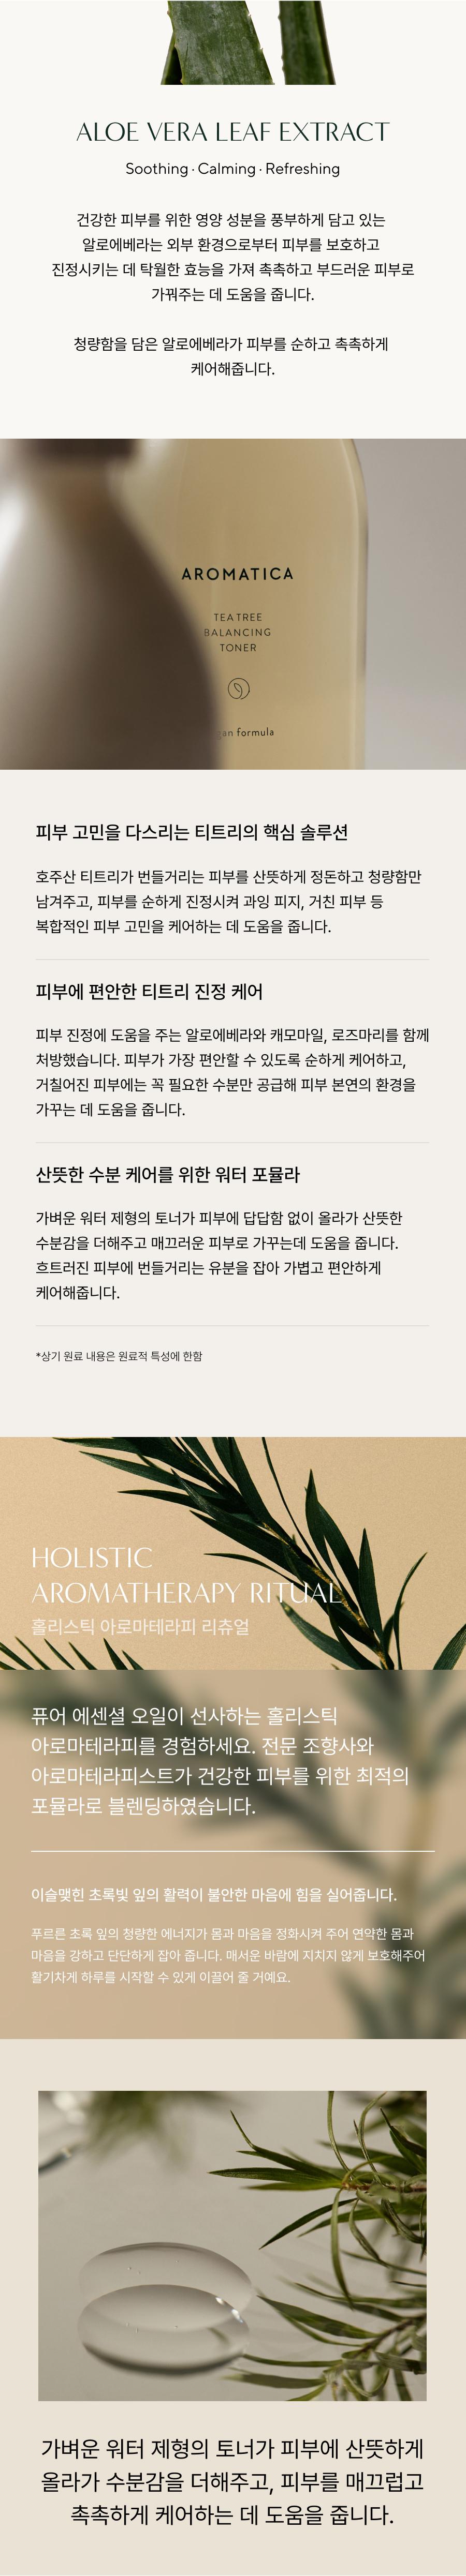 ALOE VERA LEAF EXTRACT
Soothing · Calming · Refreshing
건강한 피부를 위한 영양 성분을 풍부하게 담고 있는
알로에베라는 외부 환경으로부터 피부를 보호하고
진정시키는 데 탁월한 효능을 가져 촉촉하고 부드러운 피부로
가꿔주는 데 도움을 줍니다.
청량함을 담은 알로에베라가 피부를 순하고 촉촉하게
케어해줍니다.
AROMATICA
TEA TREE
BALANCING
TONER
formula
피부 고민을 다스리는 티트리의 핵심 솔루션
호주산 티트리가 번들거리는 피부를 산뜻하게 정돈하고 청량함만
남겨주고, 피부를 순하게 진정시켜 과잉 피지, 거친 피부 등
복합적인 피부 고민을 케어하는 데 도움을 줍니다.
피부에 편안한 티트리 진정 케어
피부 진정에 도움을 주는 알로에베라와 캐모마일, 로즈마리를 함께
처방했습니다. 피부가 가장 편안할 수 있도록 순하게 케어하고,
거칠어진 피부에는 꼭 필요한 수분만 공급해 피부 본연의 환경을
가꾸는 데 도움을 줍니다.
산뜻한 수분 케어를 위한 워터 포뮬라
가벼운 워터 제형의 토너가 피부에 답답함 없이 올라가 산뜻한
수분감을 더해주고 매끄러운 피부로 가꾸는데 도움을 줍니다.
흐트러진 피부에 번들거리는 유분을 잡아 가볍고 편안하게
케어해줍니다.
*상기 원료 내용은 원료적 특성에 한함
HOLISTIC
AROMATHERAPY RITUAL
홀리스틱 아로마테라피 리츄얼
퓨어 에센셜 오일이 선사하는 홀리스틱
아로마테라피를 경험하세요. 전문 조향사와
아로마테라피스트가 건강한 피부를 위한 최적의
포뮬라로 블렌딩하였습니다.
이슬맺힌 초록빛 잎의 활력이 불안한 마음에 힘을 실어줍니다.
푸르른 초록 잎의 청량한 에너지가 몸과 마음을 정화시켜 주어 연약한 몸과
마음을 강하고 단단하게 잡아 줍니다. 매서운 바람에 지치지 않게 보호해주어
활기차게 하루를 시작할 수 있게 이끌어 줄 거예요.
가벼운 워터 제형의 토너가 피부에 산뜻하게
올라가 수분감을 더해주고, 피부를 매끄럽고
촉촉하게 케어하는 데 도움을 줍니다.